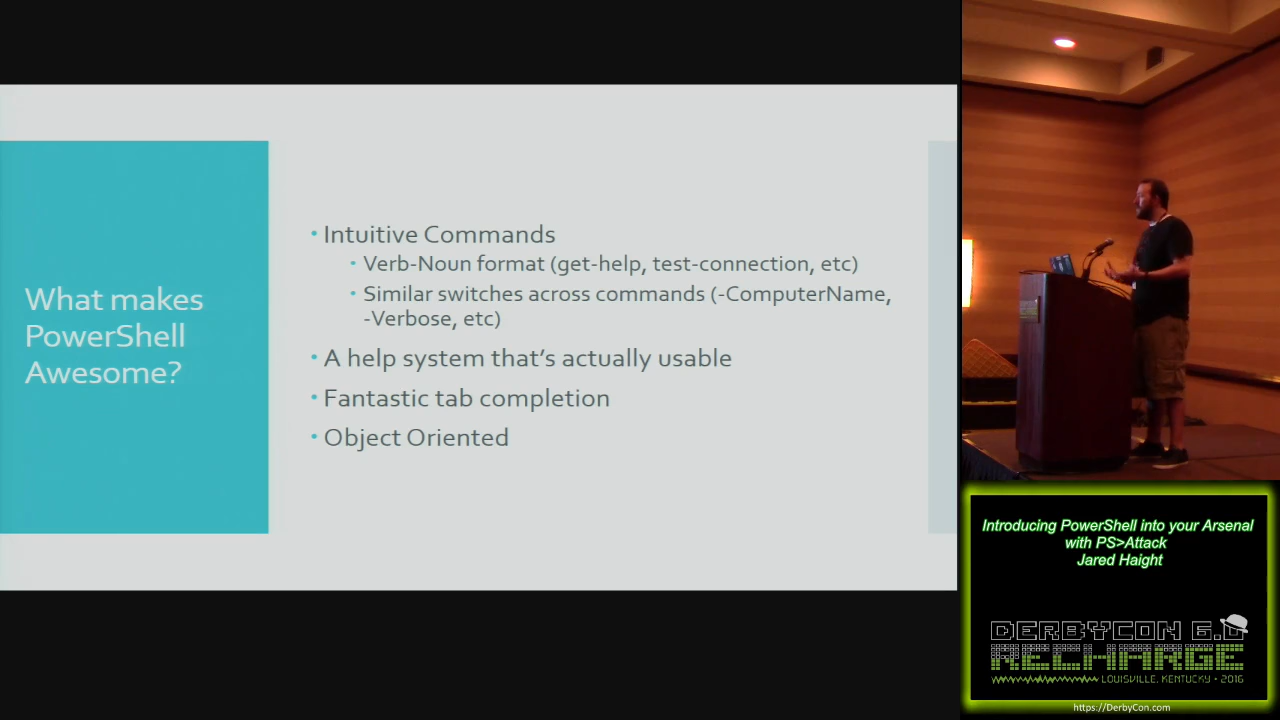 What makes
PowerShell
Awesome?
• Intuitive Commands
• Verb-Noun format (get-help, test-connection, etc)
• Similar switches across commands (-ComputerName,
-Verbose, etc)
• A help system that's actually usable
• Fantastic tab completion
• Object Oriented
Introducing PowerShell into your Arsenal
with PS>Attack
Jared Haight
DERBYCON 6.0
RECHARGE
LOUISVILLE, KENTUCKY • 2016
https://DerbyCon.com